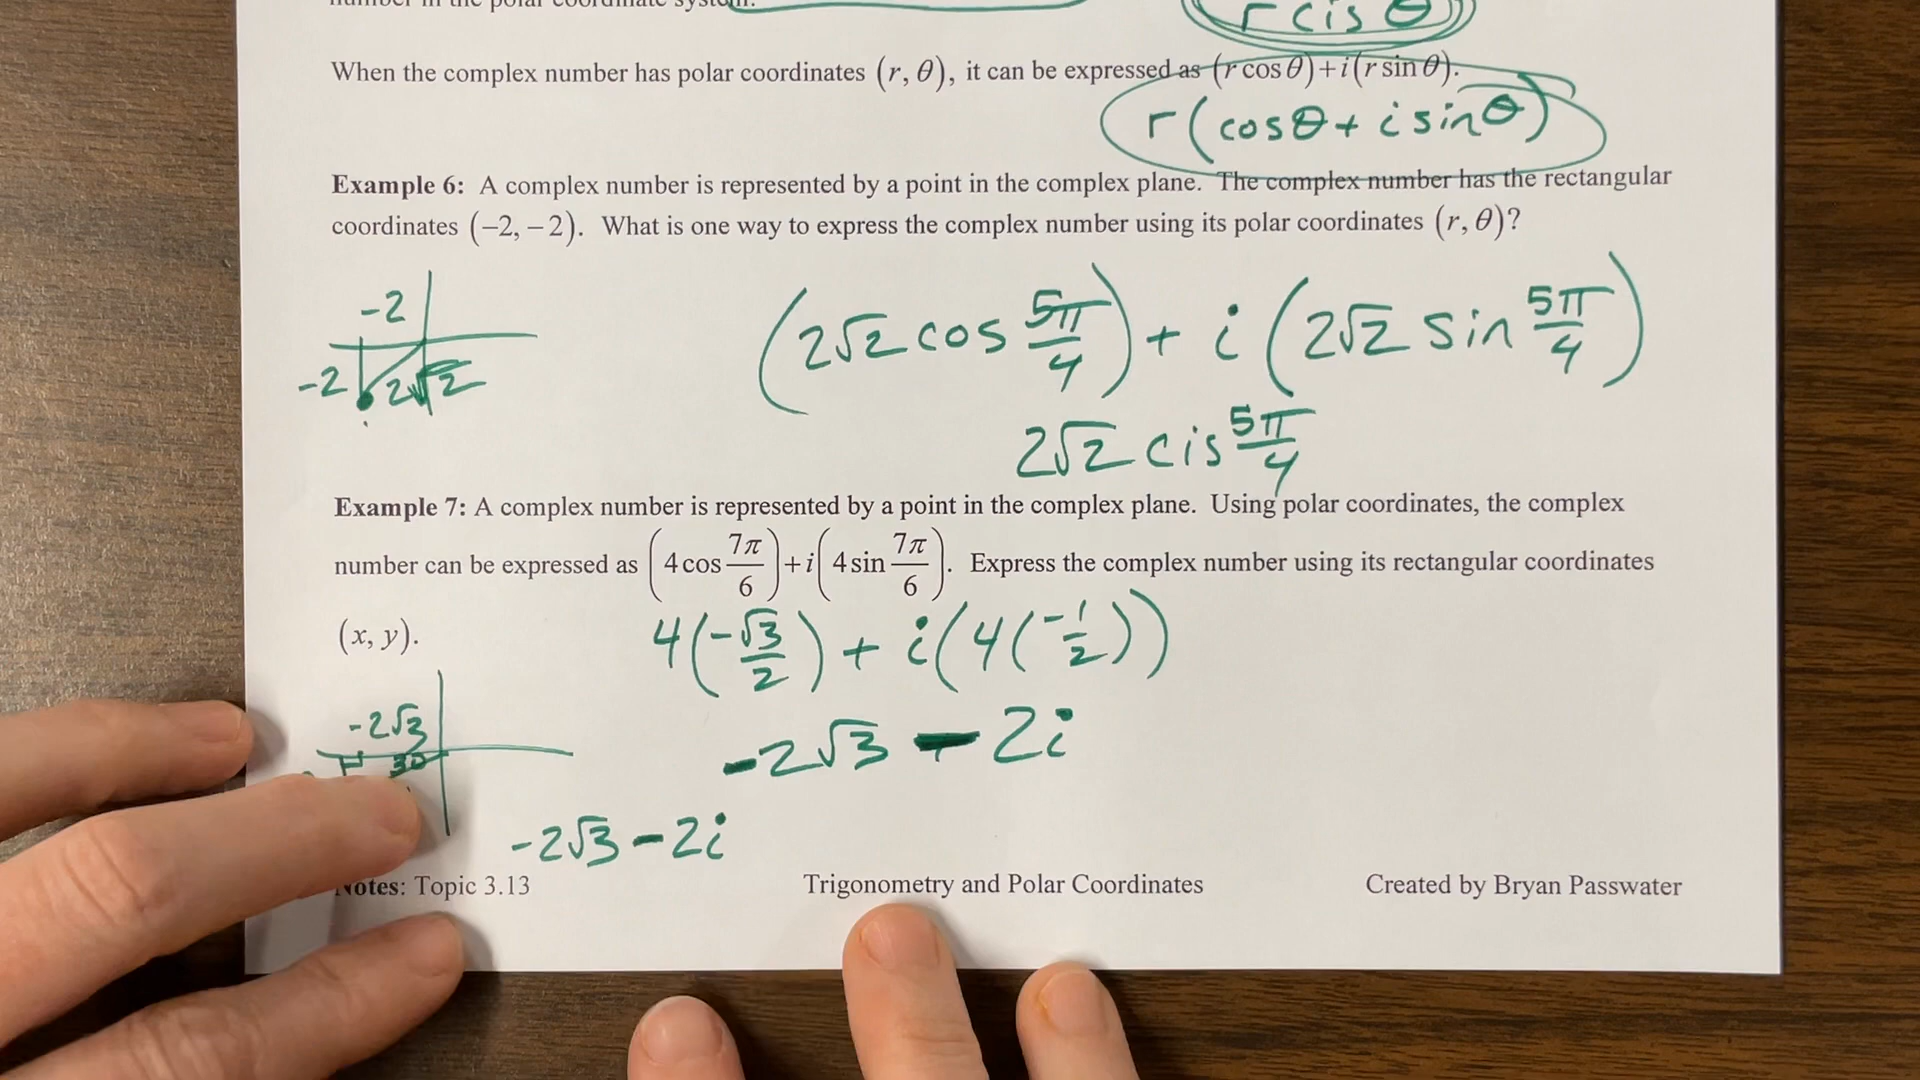 number in the polar coordinate system.
r cis θ
When the complex number has polar coordinates (r, θ), it can be expressed as (r cos θ)+i(r sin θ).
r(cosθ + i sinθ)
Example 6: A complex number is represented by a point in the complex plane. The complex number has the rectangular
coordinates (−2, −2). What is one way to express the complex number using its polar coordinates (r, θ)?
-2
-2 2√2
(2√2 cos 5π/4) + i (2√2 sin 5π/4)
2√2 cis 5π/4
Example 7: A complex number is represented by a point in the complex plane. Using polar coordinates, the complex
number can be expressed as (4 cos 7π/6)+i(4 sin 7π/6). Express the complex number using its rectangular coordinates
(x, y).
4(-√3/2) + i(4(-1/2))
-2√3
30
-2√3 - 2i
-2√3 - 2i
Notes: Topic 3.13 Trigonometry and Polar Coordinates Created by Bryan Passwater